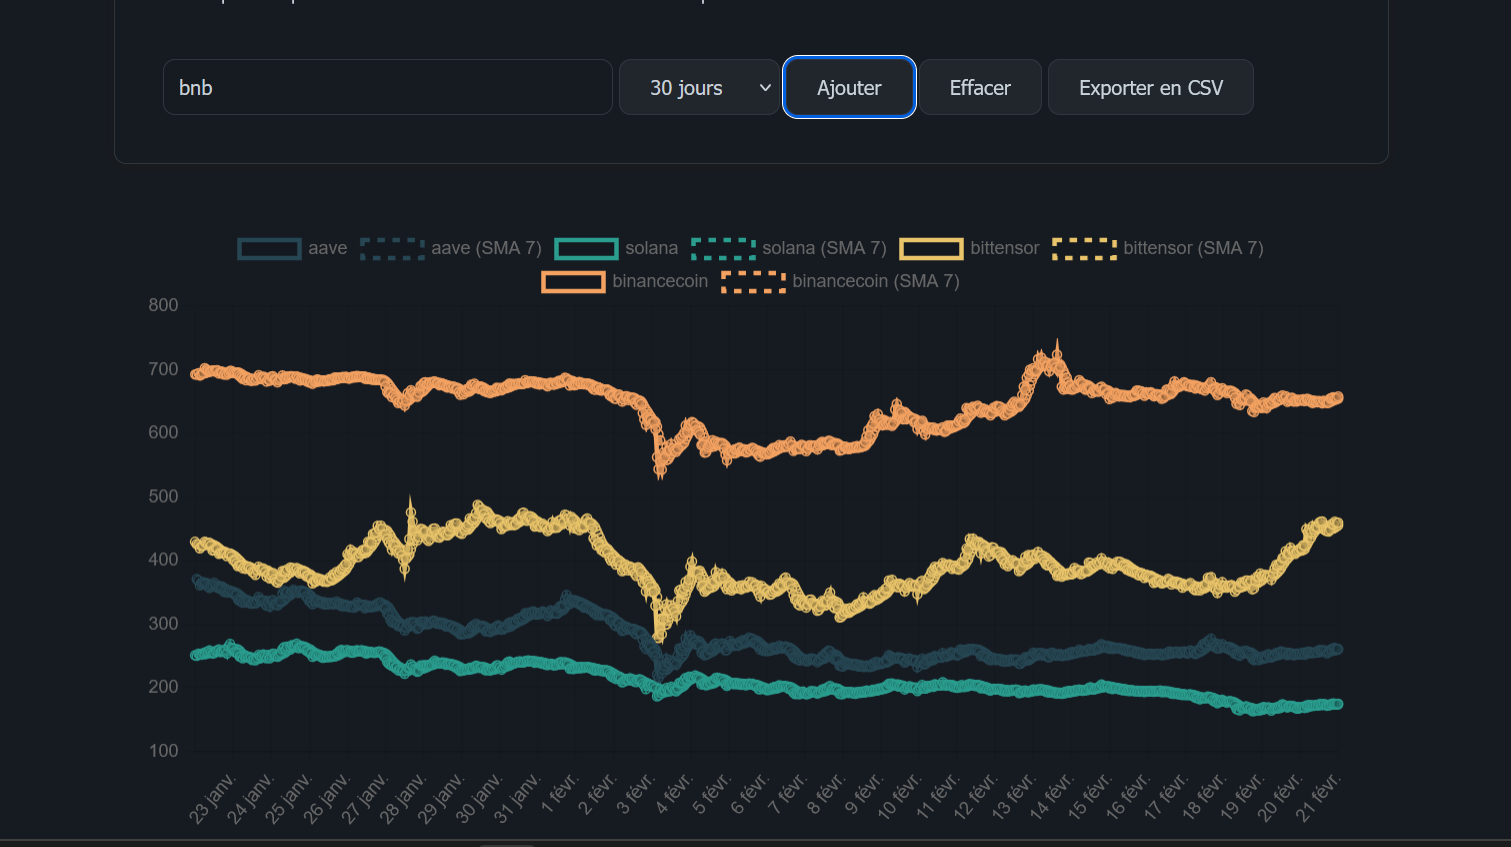 bnb 30 jours Ajouter Effacer Exporter en CSV
aave aave (SMA 7) solana solana (SMA 7) bittensor bittensor (SMA 7)
binancecoin binancecoin (SMA 7)
800
700
600
500
400
300
200
100
23 janv. 24 janv. 25 janv. 26 janv. 27 janv. 28 janv. 29 janv. 30 janv. 31 janv. 1 févr. 2 févr. 3 févr. 4 févr. 5 févr. 6 févr. 7 févr. 8 févr. 9 févr. 10 févr. 11 févr. 12 févr. 13 févr. 14 févr. 15 févr. 16 févr. 17 févr. 18 févr. 19 févr. 20 févr. 21 févr.